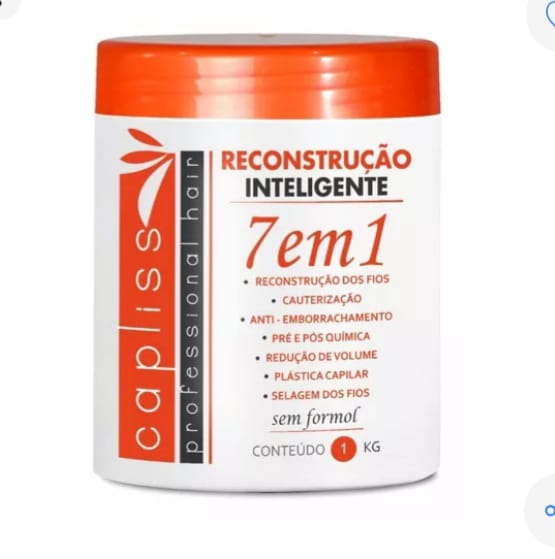 capliss
professional hair
RECONSTRUÇÃO
INTELIGENTE
7em1
• RECONSTRUÇÃO DOS FIOS
• CAUTERIZAÇÃO
• ANTI - EMBORRACHAMENTO
• PRÉ E PÓS QUÍMICA
• REDUÇÃO DE VOLUME
• PLÁSTICA CAPILAR
• SELAGEM DOS FIOS
sem formol
CONTEÚDO 1 KG